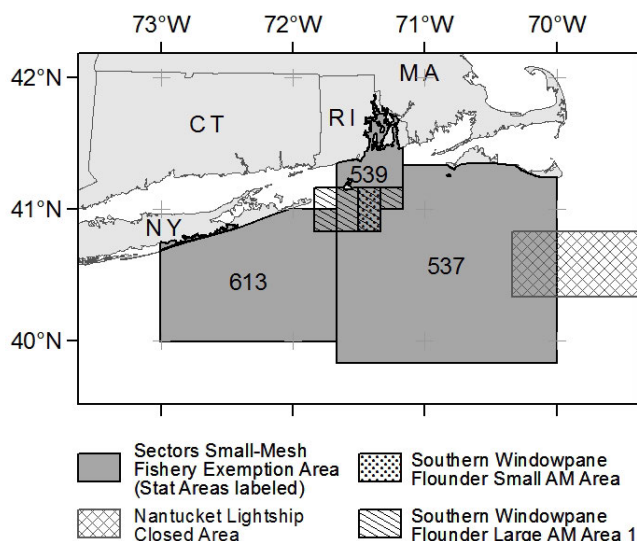 73°W 72°W 71°W 70°W
42°N
MA
CT
RI
539
41°N
NY
537
613
40°N
Sectors Small-Mesh
Fishery Exemption Area
(Stat Areas labeled)
Nantucket Lightship
Closed Area
Southern Windowpane
Flounder Small AM Area
Southern Windowpane
Flounder Large AM Area 1